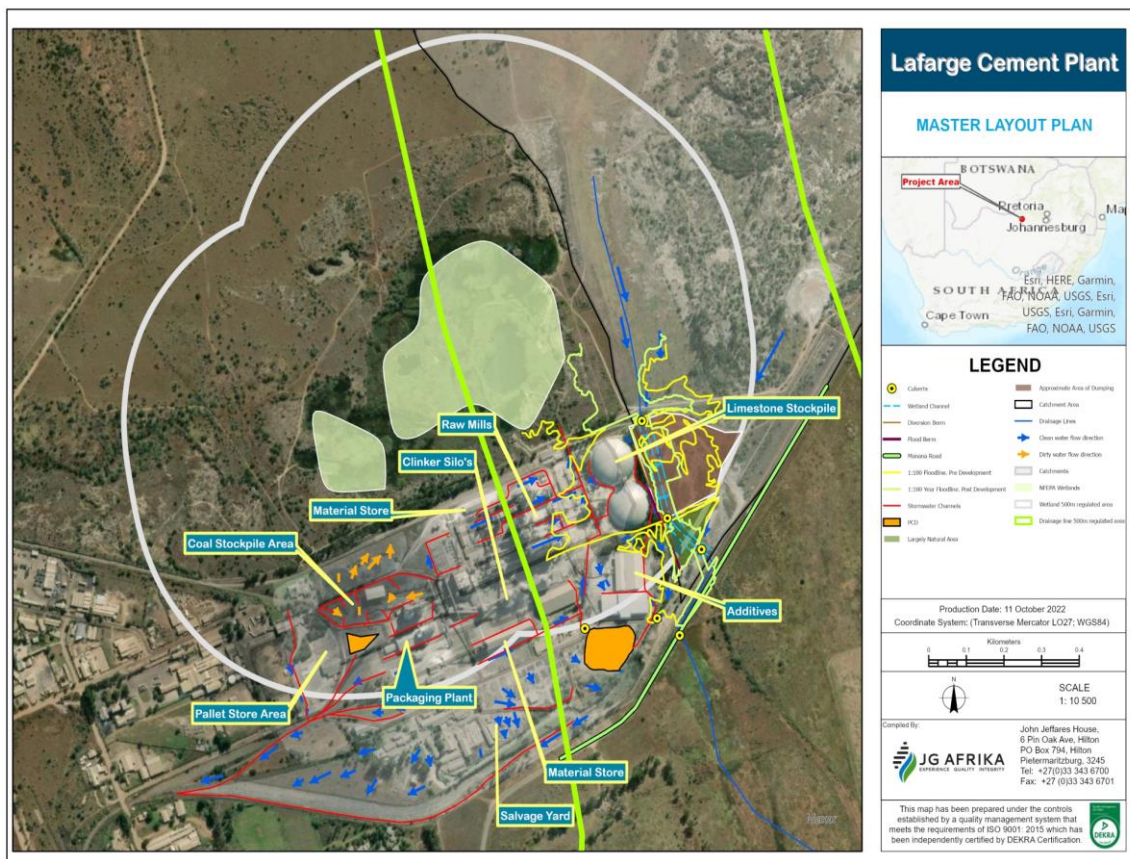 Lafarge Cement Plant
MASTER LAYOUT PLAN
BOTSWANA
Project Area
Pretoria
Johannesburg
Map
Orange
SOUTH AFRICA
Cape Town
Esri, HERE, Garmin,
FAO, NOAA, USGS, Esri,
USGS, Esri, Garmin,
FAO, NOAA, USGS
LEGEND
Culverts
Wetland Channel
Diversion Berm
Flood Berm
Manana Road
1:100 Floodline. Pre Development
1:100 Year Floodline. Post Development
Stormwater Channels
PCD
Largely Natural Area
Approximate Area of Dumping
Catchment Area
Drainage Lines
Clean water flow direction
Dirty water flow direction
Catchments
NFEPA Wetlands
Wetland 500m regulated area
Drainage line 500m regulated area
Production Date: 11 October 2022
Coordinate System: (Transverse Mercator LO27; WGS84)
Kilometers
0 0.1 0.2 0.3 0.4
N
SCALE
1: 10 500
Compiled By:
JG AFRIKA
EXPERIENCE QUALITY INTEGRITY
John Jeffares House,
6 Pin Oak Ave, Hilton
PO Box 794, Hilton
Pietermaritzburg, 3245
Tel: +27(0)33 343 6700
Fax: +27 (0)33 343 6701
This map has been prepared under the controls
established by a quality management system that
meets the requirements of ISO 9001: 2015 which has
been independently certified by DEKRA Certification.
DEKRA
Limestone Stockpile
Raw Mills
Clinker Silo's
Material Store
Coal Stockpile Area
Additives
Packaging Plant
Pallet Store Area
Material Store
Salvage Yard
Maxar